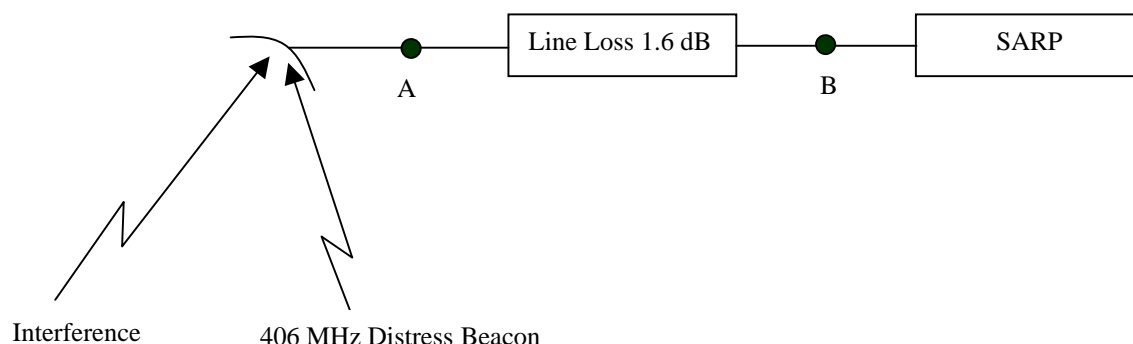 Line Loss 1.6 dB
SARP
A
B
Interference
406 MHz Distress Beacon